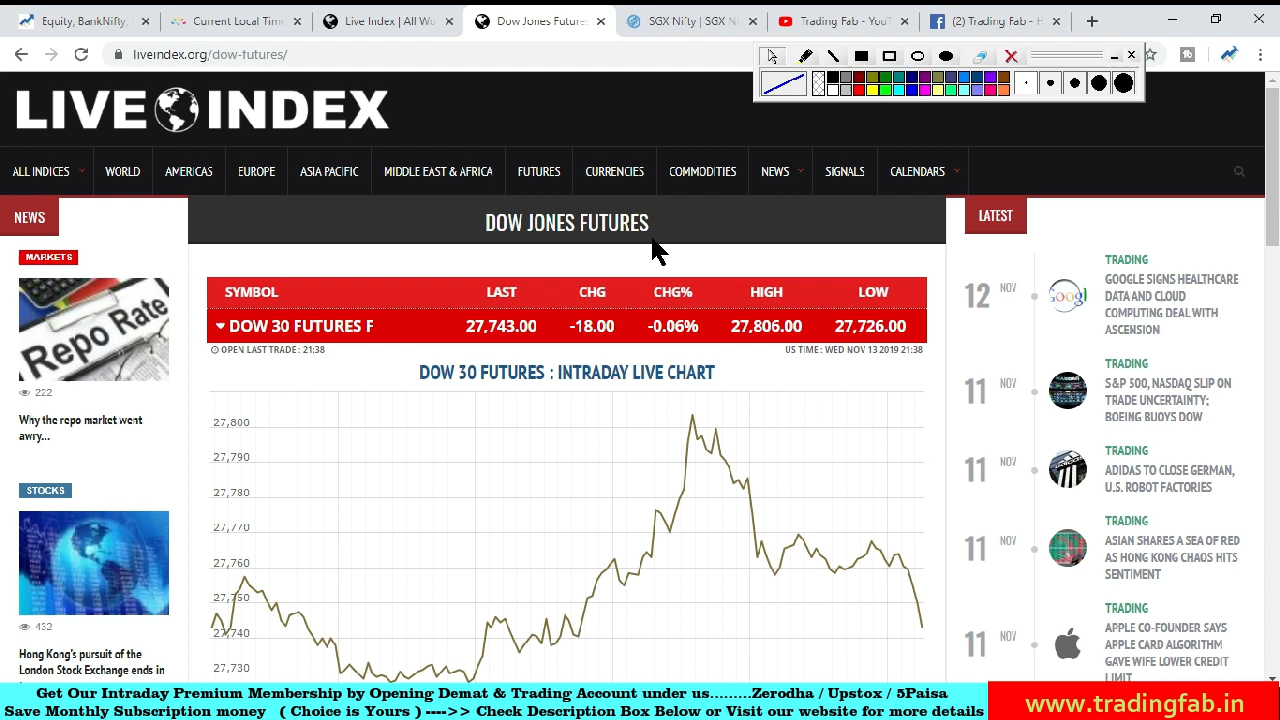 Equity, BankNifty,
Current Local Time
Live Index | All Wo
Dow Jones Futures
SGX Nifty | SGX Ni
Trading Fab - YouT
(2) Trading Fab - H
liveindex.org/dow-futures/
LIVE INDEX
ALL INDICES
WORLD
AMERICAS
EUROPE
ASIA PACIFIC
MIDDLE EAST & AFRICA
FUTURES
CURRENCIES
COMMODITIES
NEWS
SIGNALS
CALENDARS
NEWS
MARKETS
Repo Rate
222
Why the repo market went
awry...
STOCKS
432
Hong Kong's pursuit of the
London Stock Exchange ends in
DOW JONES FUTURES
SYMBOL LAST CHG CHG% HIGH LOW
DOW 30 FUTURES F 27,743.00 -18.00 -0.06% 27,806.00 27,726.00
OPEN LAST TRADE : 21:38 US TIME : WED NOV 13 2019 21:38
DOW 30 FUTURES : INTRADAY LIVE CHART
27,800
27,790
27,780
27,770
27,760
27,750
27,740
27,730
LATEST
12 NOV
TRADING
GOOGLE SIGNS HEALTHCARE
DATA AND CLOUD
COMPUTING DEAL WITH
ASCENSION
11 NOV
TRADING
S&P 500, NASDAQ SLIP ON
TRADE UNCERTAINTY;
BOEING BUOYS DOW
11 NOV
TRADING
ADIDAS TO CLOSE GERMAN,
U.S. ROBOT FACTORIES
11 NOV
TRADING
ASIAN SHARES A SEA OF RED
AS HONG KONG CHAOS HITS
SENTIMENT
11 NOV
TRADING
APPLE CO-FOUNDER SAYS
APPLE CARD ALGORITHM
GAVE WIFE LOWER CREDIT
LIMIT
Get Our Intraday Premium Membership by Opening Demat & Trading Account under us.........Zerodha / Upstox / 5Paisa
Save Monthly Subscription money ( Choice is Yours ) ---->> Check Description Box Below or Visit our website for more details
www.tradingfab.in